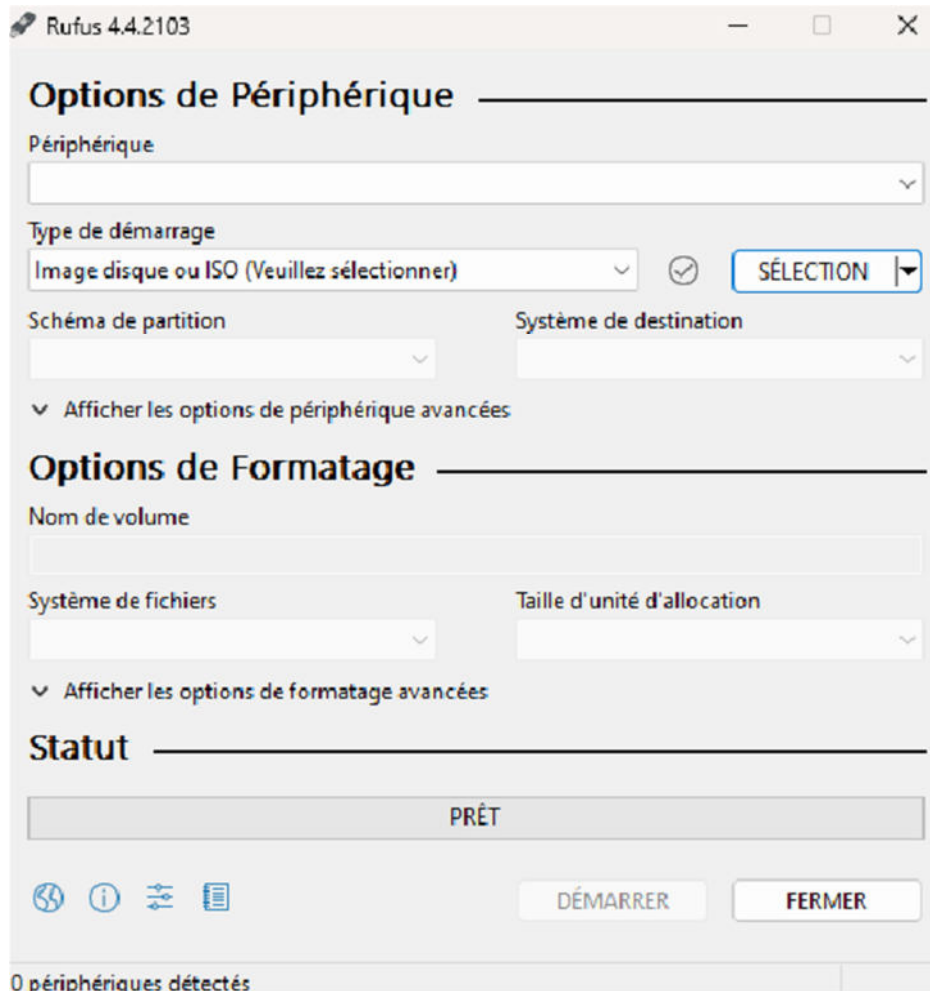 Rufus 4.4.2103
Options de Périphérique
Périphérique
Type de démarrage
Image disque ou ISO (Veuillez sélectionner)
SÉLECTION
Schéma de partition
Système de destination
Afficher les options de périphérique avancées
Options de Formatage
Nom de volume
Système de fichiers
Taille d'unité d'allocation
Afficher les options de formatage avancées
Statut
PRÊT
DÉMARRER
FERMER
0 périphériques détectés